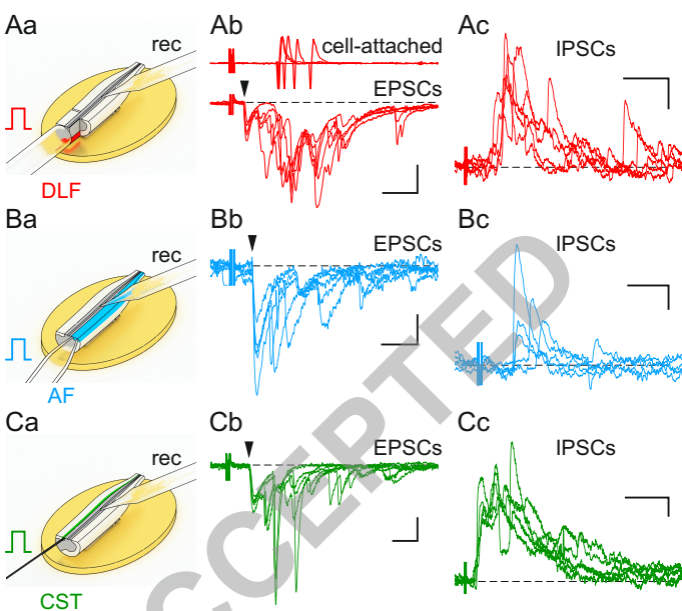 Aa
rec
DLF
Ab
cell-attached
EPSCs
Ac
IPSCs
Ba
rec
AF
Bb
EPSCs
Bc
IPSCs
Ca
rec
CST
Cb
EPSCs
Cc
IPSCs
CCEPTED